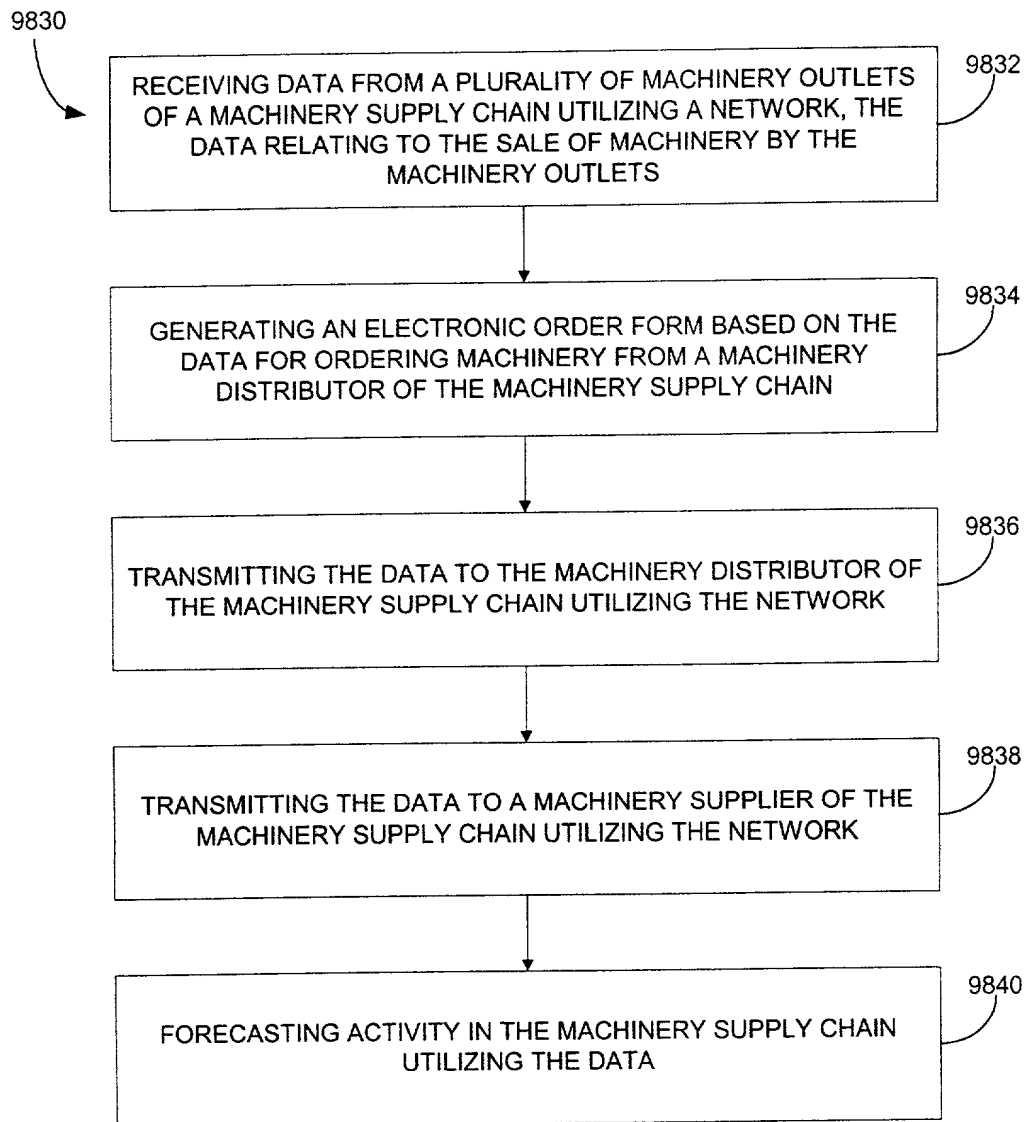 9830
RECEIVING DATA FROM A PLURALITY OF MACHINERY OUTLETS
OF A MACHINERY SUPPLY CHAIN UTILIZING A NETWORK, THE
DATA RELATING TO THE SALE OF MACHINERY BY THE
MACHINERY OUTLETS
9832
GENERATING AN ELECTRONIC ORDER FORM BASED ON THE
DATA FOR ORDERING MACHINERY FROM A MACHINERY
DISTRIBUTOR OF THE MACHINERY SUPPLY CHAIN
9834
TRANSMITTING THE DATA TO THE MACHINERY DISTRIBUTOR OF
THE MACHINERY SUPPLY CHAIN UTILIZING THE NETWORK
9836
TRANSMITTING THE DATA TO A MACHINERY SUPPLIER OF THE
MACHINERY SUPPLY CHAIN UTILIZING THE NETWORK
9838
FORECASTING ACTIVITY IN THE MACHINERY SUPPLY CHAIN
UTILIZING THE DATA
9840